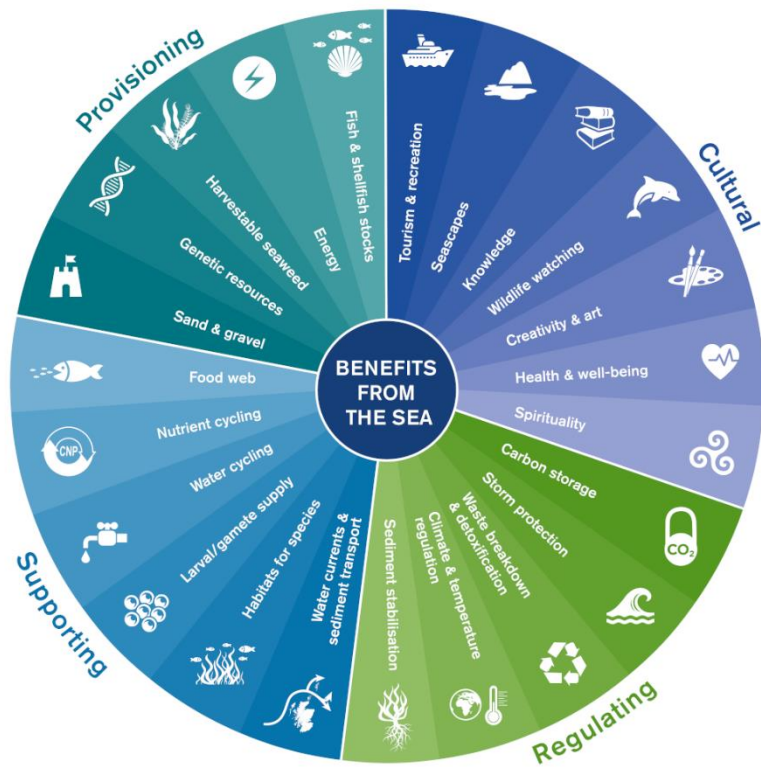 BENEFITS
FROM
THE SEA
Provisioning
Sand & gravel
Genetic resources
Harvestable seaweed
Energy
Fish & shellfish stocks
Cultural
Tourism & recreation
Seascapes
Knowledge
Wildlife watching
Creativity & art
Health & well-being
Spirituality
Regulating
Carbon storage
CO₂
Storm protection
Waste breakdown
& detoxification
Climate & temperature
regulation
Sediment stabilisation
Supporting
Water currents &
sediment transport
Habitats for species
Larval/gamete supply
Water cycling
Nutrient cycling
CNP
Food web